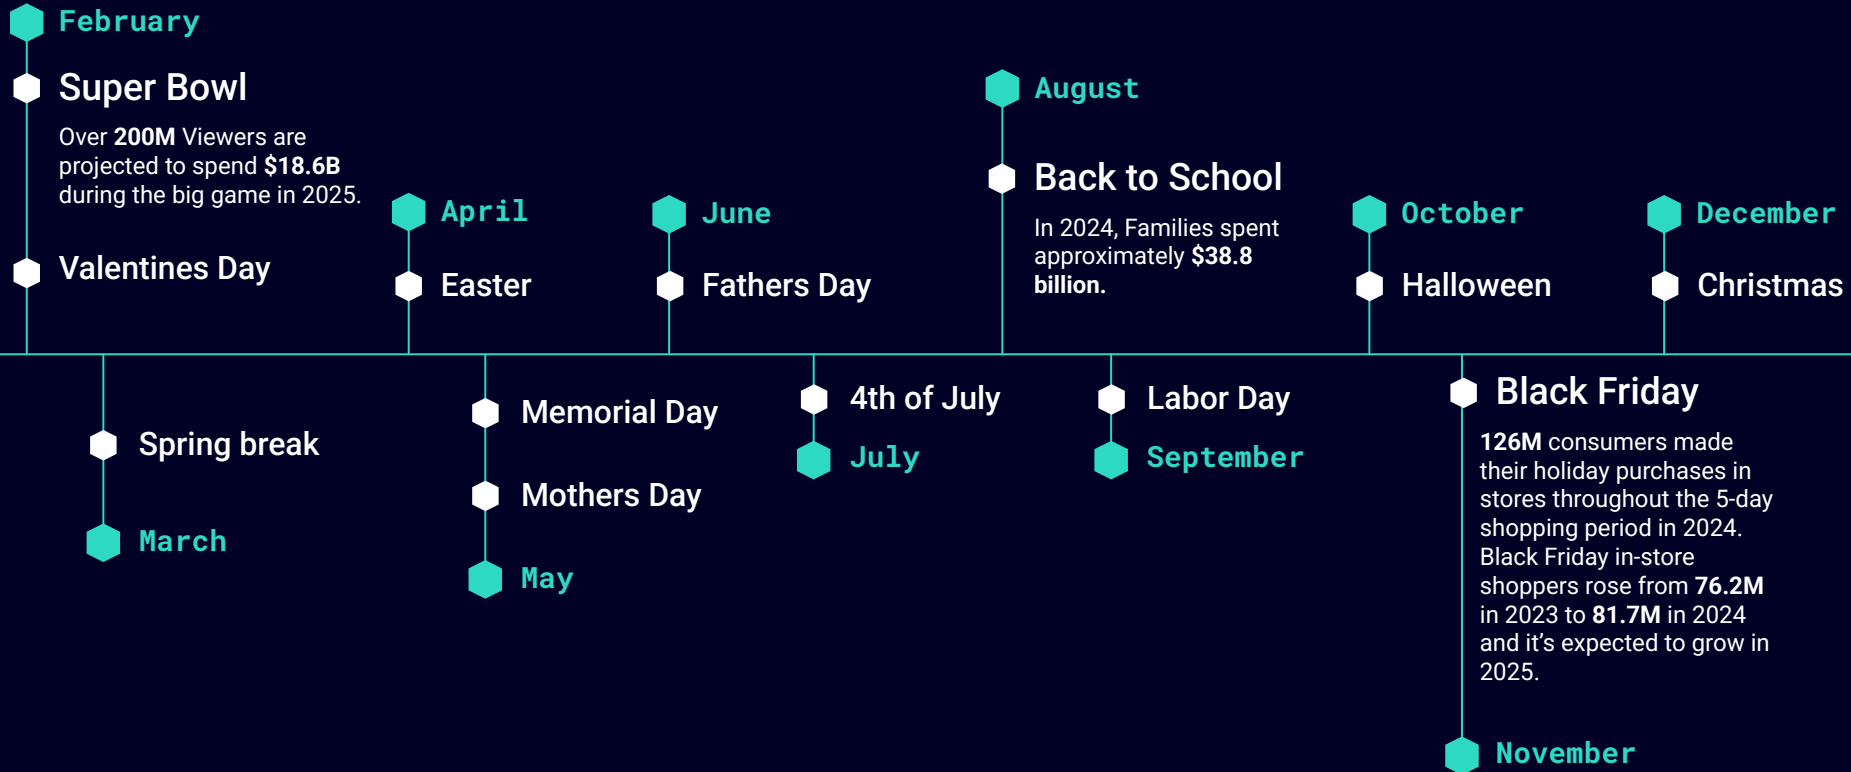 February
Super Bowl
Over 200M Viewers are
projected to spend $18.6B
during the big game in 2025.
Valentines Day
Spring break
March
April
Easter
Memorial Day
Mothers Day
May
June
Fathers Day
4th of July
July
August
Back to School
In 2024, Families spent
approximately $38.8
billion.
Labor Day
September
October
Halloween
Black Friday
126M consumers made
their holiday purchases in
stores throughout the 5-day
shopping period in 2024.
Black Friday in-store
shoppers rose from 76.2M
in 2023 to 81.7M in 2024
and it’s expected to grow in
2025.
November
December
Christmas